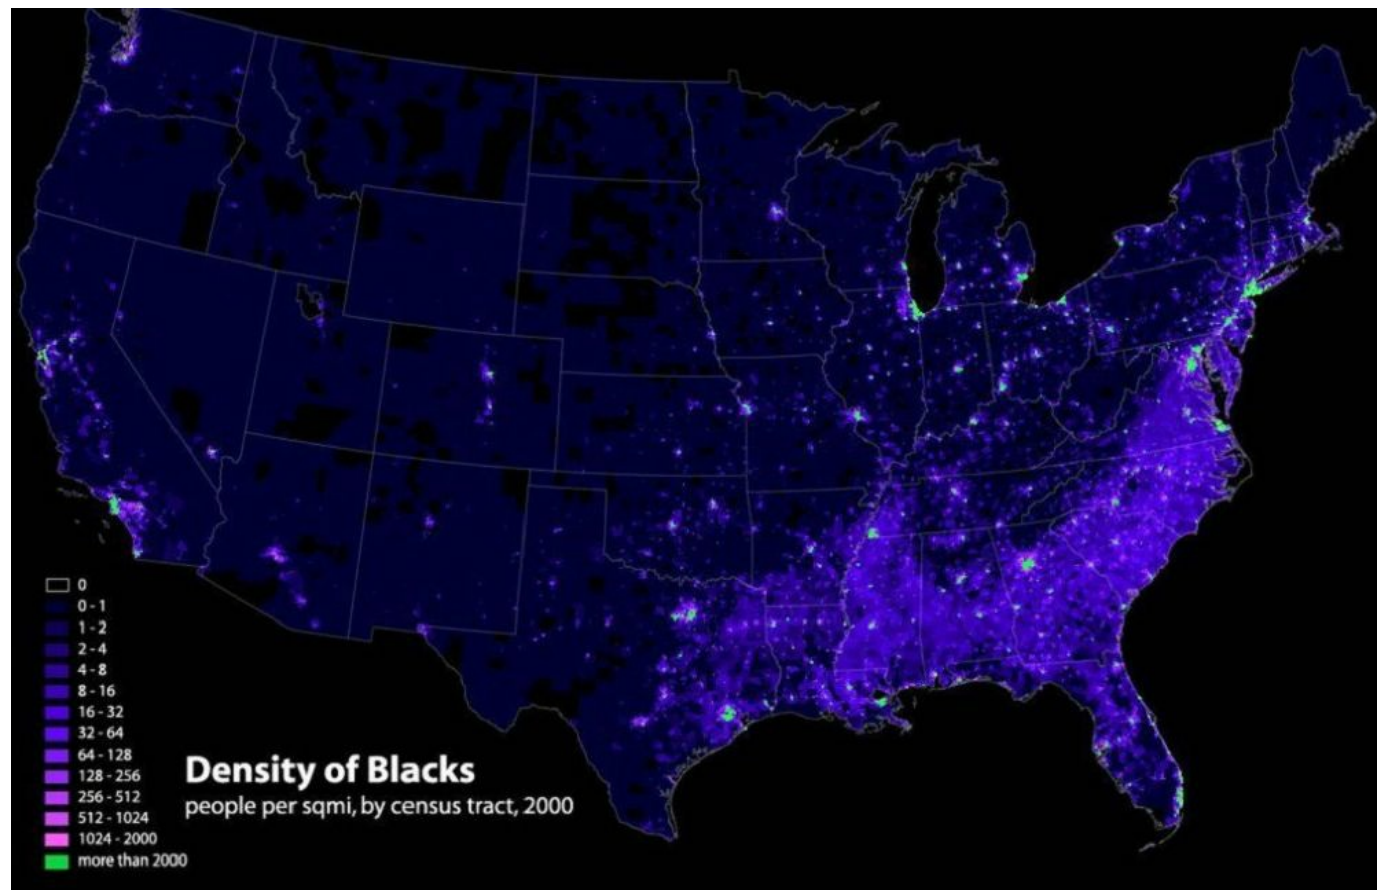 0
0 - 1
1 - 2
2 - 4
4 - 8
8 - 16
16 - 32
32 - 64
64 - 128
128 - 256
256 - 512
512 - 1024
1024 - 2000
more than 2000
Density of Blacks
people per sqmi, by census tract, 2000